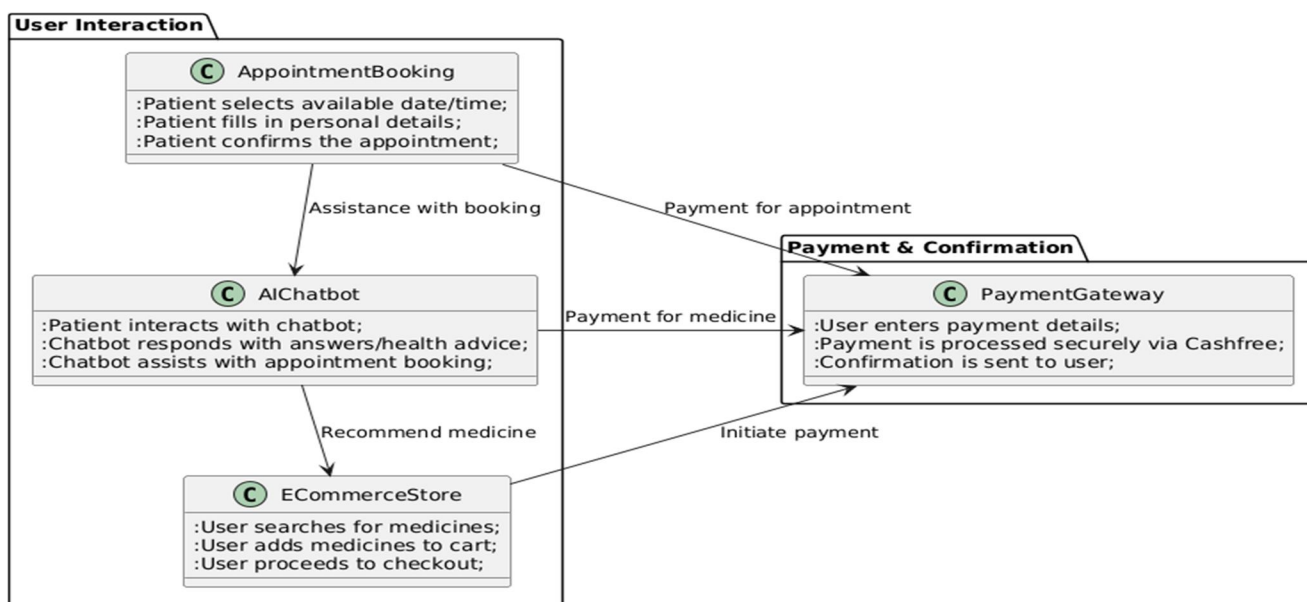 User Interaction
C AppointmentBooking
:Patient selects available date/time;
:Patient fills in personal details;
:Patient confirms the appointment;
Assistance with booking
Payment for appointment
Payment & Confirmation
C AIChatbot
:Patient interacts with chatbot;
:Chatbot responds with answers/health advice;
:Chatbot assists with appointment booking;
Payment for medicine
C PaymentGateway
:User enters payment details;
:Payment is processed securely via Cashfree;
:Confirmation is sent to user;
Recommend medicine
Initiate payment
C ECommerceStore
:User searches for medicines;
:User adds medicines to cart;
:User proceeds to checkout;